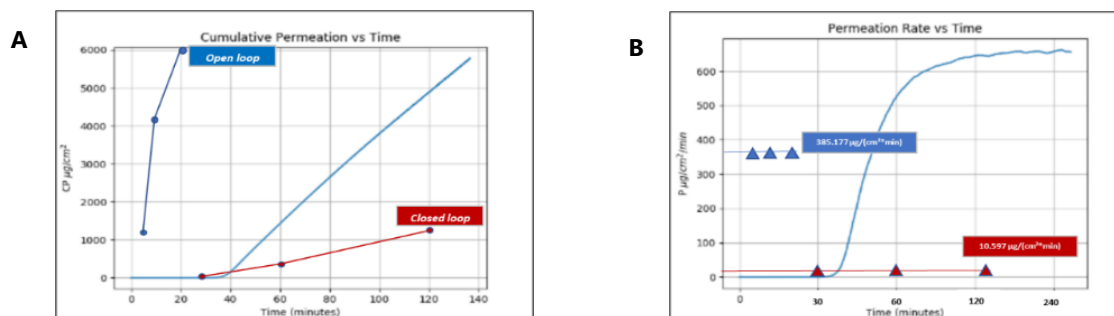 A
Cumulative Permeation vs Time
6000
5000
4000
3000
2000
1000
0
CP µg/cm²
Open loop
Closed loop
0 20 40 60 80 100 120 140
Time (minutes)
B
Permeation Rate vs Time
600
500
400
300
200
100
0
P µg/cm²/min
385.177 µg/(cm²*min)
10.597 µg/(cm²*min)
0 30 60 120 240
Time (minutes)